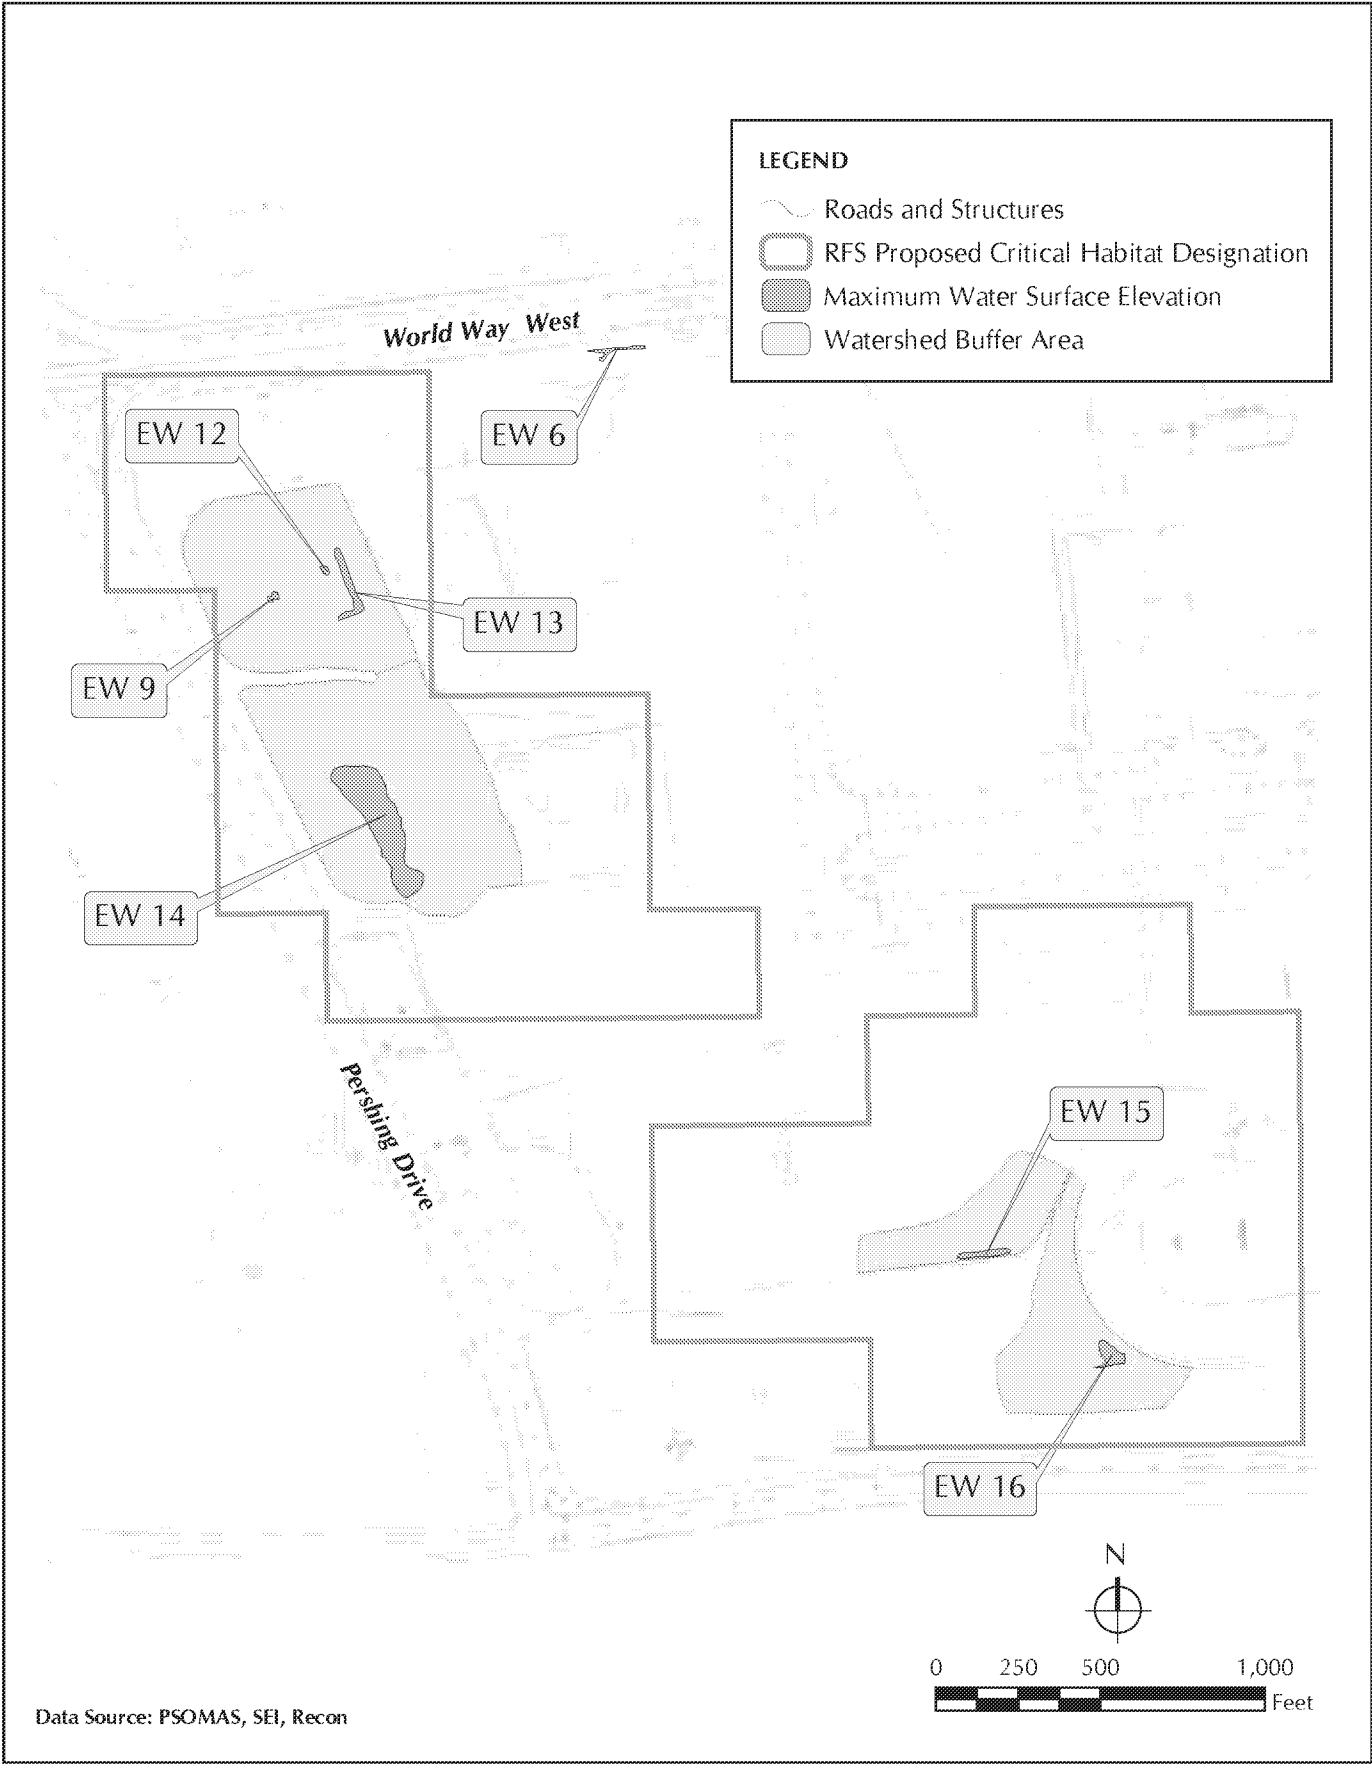 LEGEND
Roads and Structures
RFS Proposed Critical Habitat Designation
Maximum Water Surface Elevation
Watershed Buffer Area
World Way West
EW 12
EW 6
EW 13
EW 9
EW 14
Pershing Drive
EW 15
EW 16
N
0 250 500 1,000
Feet
Data Source: PSOMAS, SEI, Recon